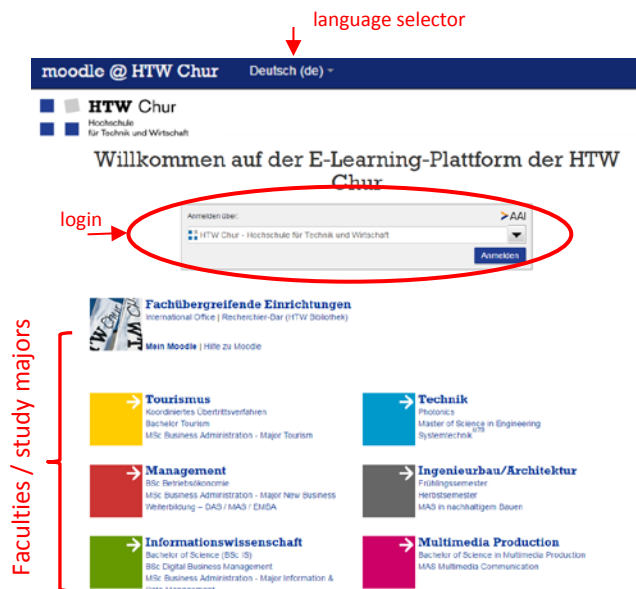 language selector
moodle @ HTW Chur Deutsch (de)
HTW Chur
Hochschule
für Technik und Wirtschaft
Willkommen auf der E-Learning-Plattform der HTW
Chur
login
Anmelden über:
AAI
HTW Chur - Hochschule für Technik und Wirtschaft
Anmelden
Faculties / study majors
Fachübergreifende Einrichtungen
International Office | Recherchier-Bar (HTW Bibliothek)
Mein Moodle | Hilfe zu Moodle
Tourismus
Koordiniertes Übertrittsverfahren
Bachelor Tourism
MSc Business Administration - Major Tourism
Technik
Photonics
Master of Science in Engineering
Systemtechnik NTB
Management
BSc Betriebsökonomie
MSc Business Administration - Major New Business
Weiterbildung – DAS / MAS / EMBA
Ingenieurbau/Architektur
Frühlingssemester
Herbstsemester
MAS in nachhaltigem Bauen
Informationswissenschaft
Bachelor of Science (BSc IS)
BSc Digital Business Management
MSc Business Administration - Major Information &
Multimedia Production
Bachelor of Science in Multimedia Production
MAS Multimedia Communication